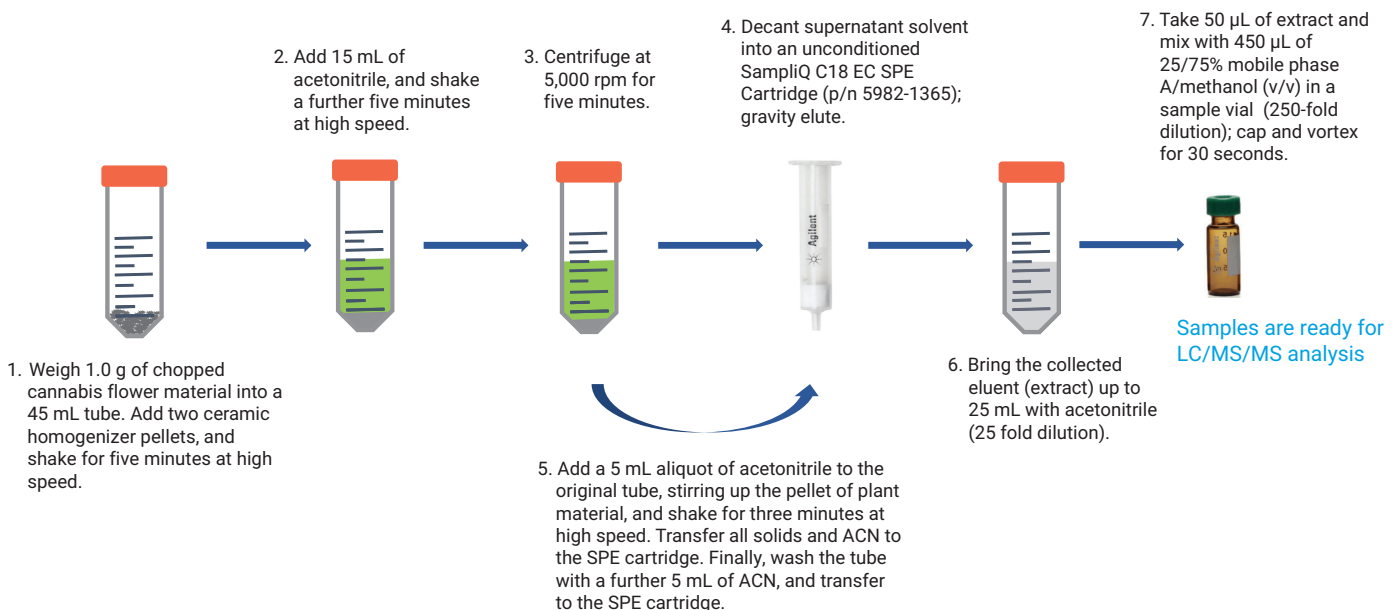 1. Weigh 1.0 g of chopped
cannabis flower material into a
45 mL tube. Add two ceramic
homogenizer pellets, and
shake for five minutes at high
speed.
2. Add 15 mL of
acetonitrile, and shake
a further five minutes
at high speed.
3. Centrifuge at
5,000 rpm for
five minutes.
4. Decant supernatant solvent
into an unconditioned
SampliQ C18 EC SPE
Cartridge (p/n 5982-1365);
gravity elute.
Agilent
5. Add a 5 mL aliquot of acetonitrile to the
original tube, stirring up the pellet of plant
material, and shake for three minutes at
high speed. Transfer all solids and ACN to
the SPE cartridge. Finally, wash the tube
with a further 5 mL of ACN, and transfer
to the SPE cartridge.
6. Bring the collected
eluent (extract) up to
25 mL with acetonitrile
(25 fold dilution).
7. Take 50 µL of extract and
mix with 450 µL of
25/75% mobile phase
A/methanol (v/v) in a
sample vial (250-fold
dilution); cap and vortex
for 30 seconds.
Samples are ready for
LC/MS/MS analysis